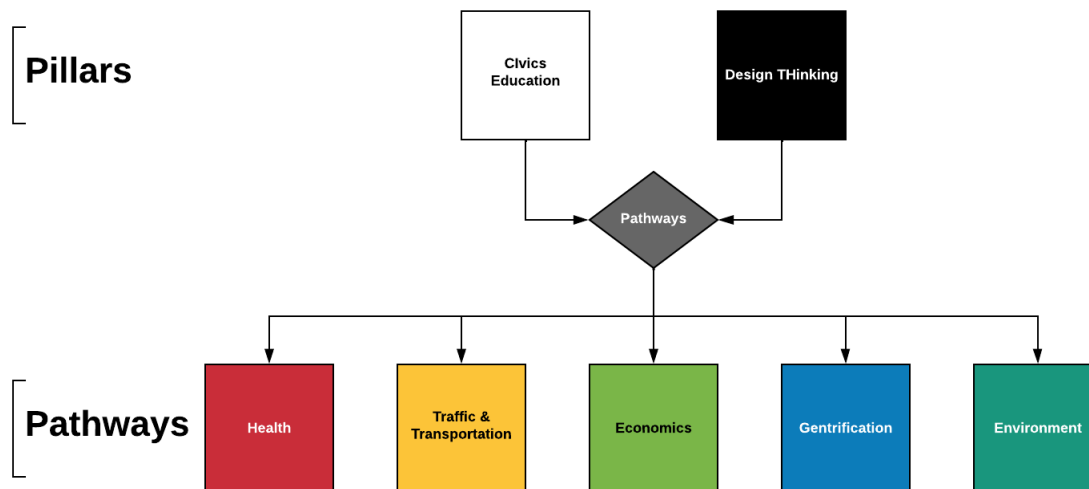 Pillars
CIvics
Education
Design THinking
Pathways
Pathways
Health
Traffic &
Transportation
Economics
Gentrification
Environment